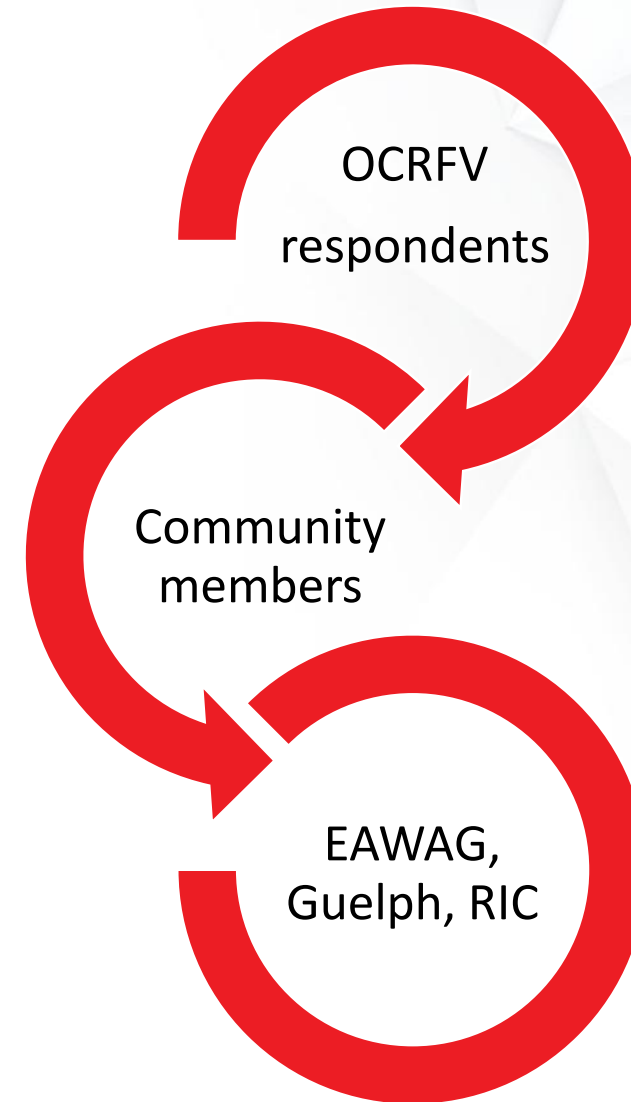 OCRFV
respondents
Community
members
EAWAG,
Guelph, RIC